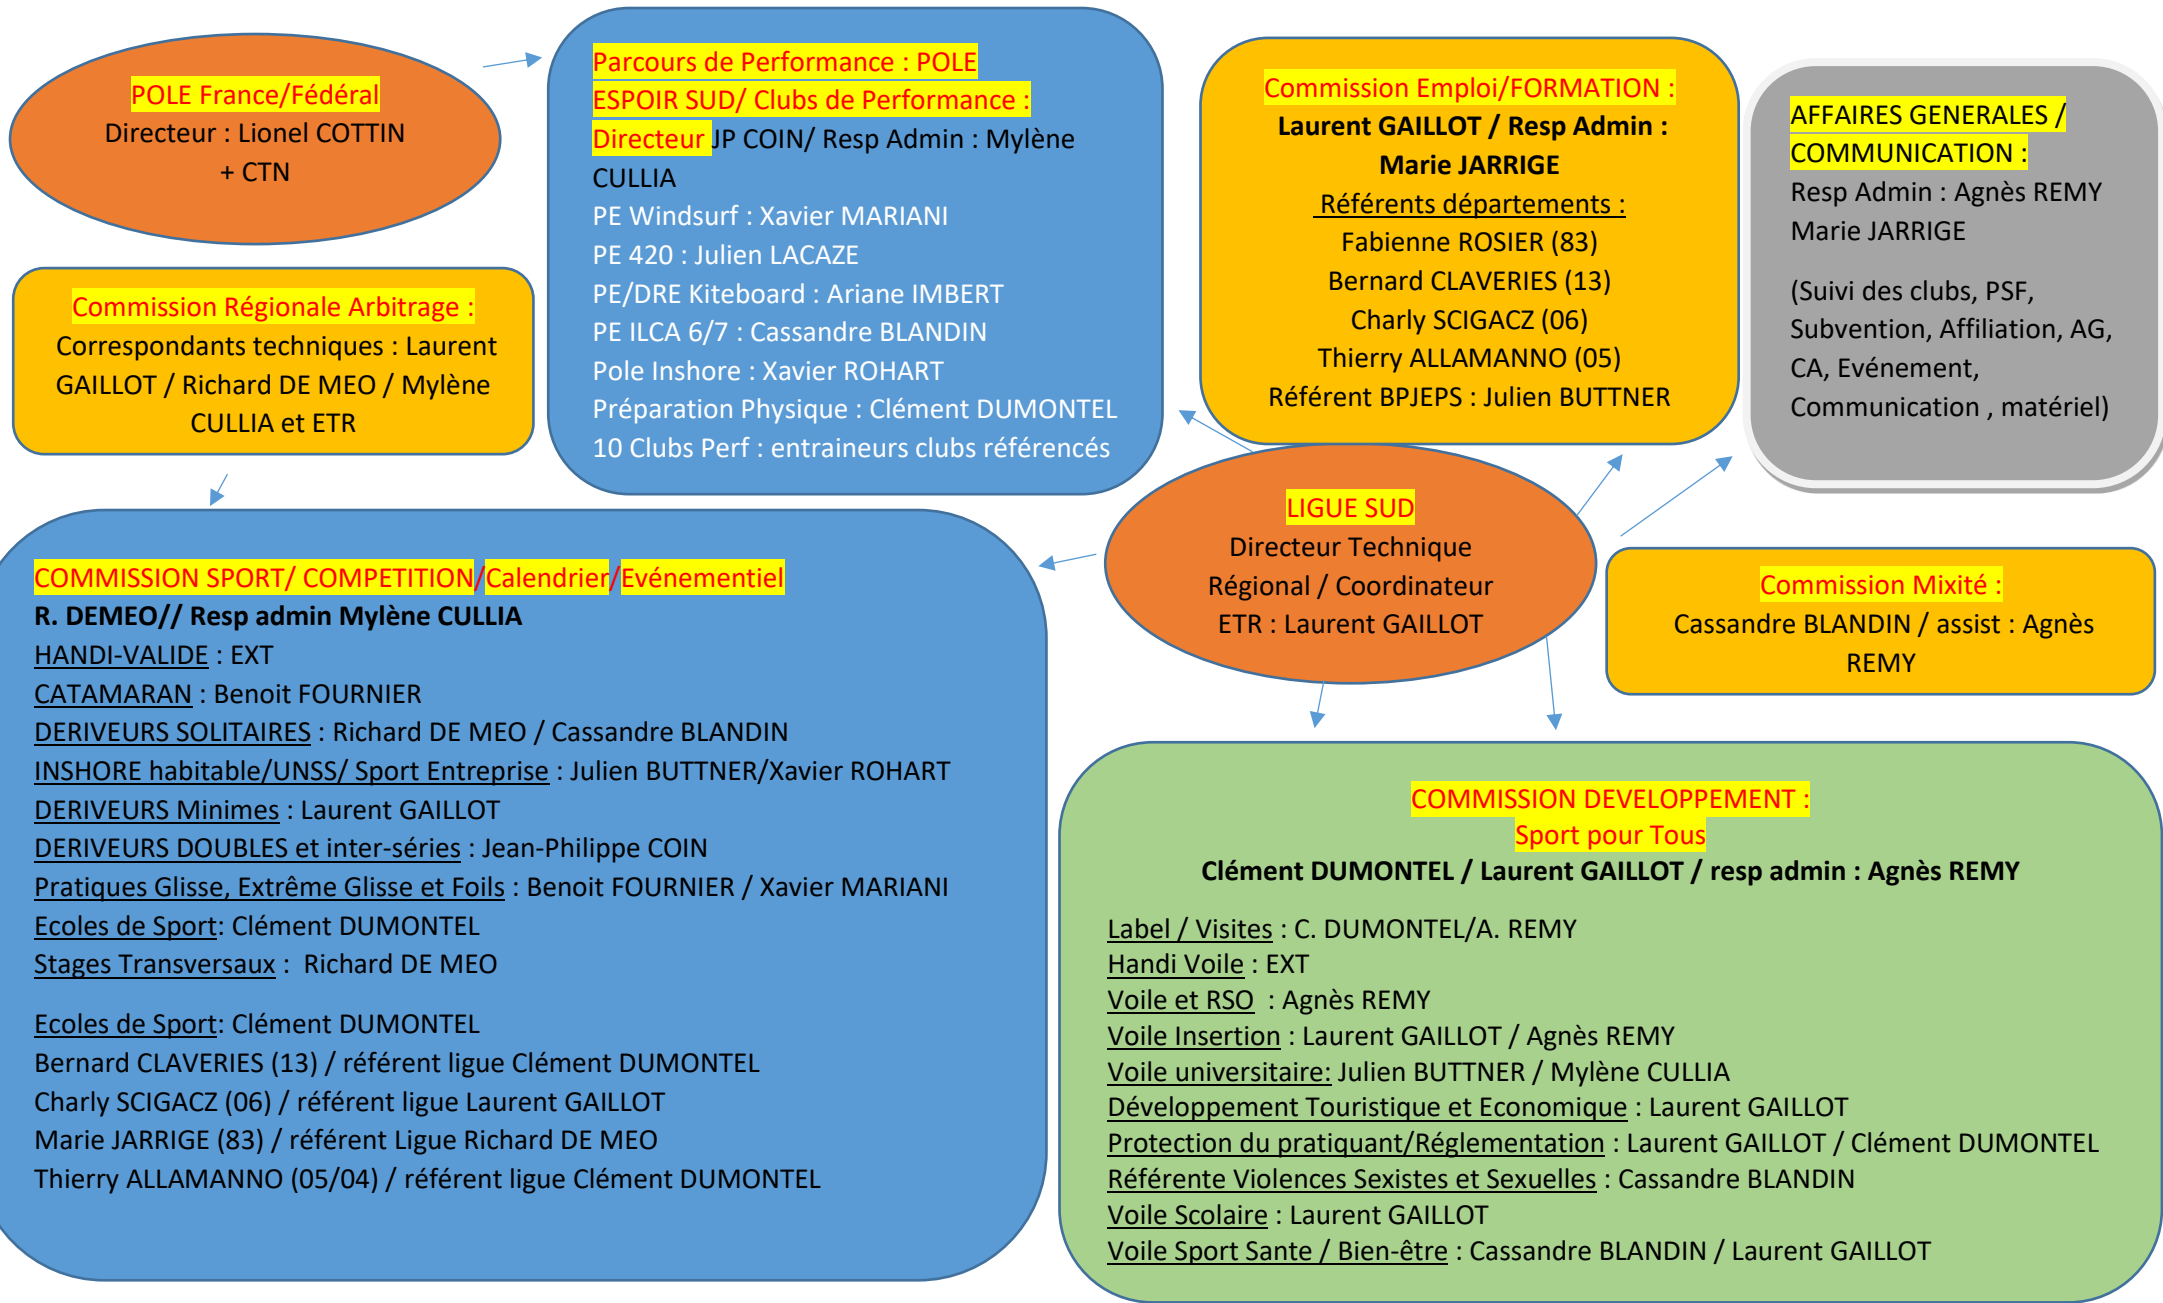 POLE France/Fédéral
Directeur : Lionel COTTIN
+ CTN
Parcours de Performance : POLE
ESPOIR SUD/ Clubs de Performance :
Directeur JP COIN/ Resp Admin : Mylène
CULLIA
PE Windsurf : Xavier MARIANI
PE 420 : Julien LACAZE
PE/DRE Kiteboard : Ariane IMBERT
PE ILCA 6/7 : Cassandre BLANDIN
Pole Inshore : Xavier ROHART
Préparation Physique : Clément DUMONTEL
10 Clubs Perf : entraineurs clubs référencés
Commission Emploi/FORMATION :
Laurent GAILLOT / Resp Admin :
Marie JARRIGE
Référents départements :
Fabienne ROSIER (83)
Bernard CLAVERIES (13)
Charly SCIGACZ (06)
Thierry ALLAMANNO (05)
Référent BPJEPS : Julien BUTTNER
AFFAIRES GENERALES /
COMMUNICATION :
Resp Admin : Agnès REMY
Marie JARRIGE
(Suivi des clubs, PSF,
Subvention, Affiliation, AG,
CA, Evénement,
Communication , matériel)
Commission Régionale Arbitrage :
Correspondants techniques : Laurent
GAILLOT / Richard DE MEO / Mylène
CULLIA et ETR
LIGUE SUD
Directeur Technique
Régional / Coordinateur
ETR : Laurent GAILLOT
Commission Mixité :
Cassandre BLANDIN / assist : Agnès
REMY
COMMISSION SPORT/ COMPETITION/Calendrier/Evénementiel
R. DEMEO// Resp admin Mylène CULLIA
HANDI-VALIDE : EXT
CATAMARAN : Benoit FOURNIER
DERIVEURS SOLITAIRES : Richard DE MEO / Cassandre BLANDIN
INSHORE habitable/UNSS/ Sport Entreprise : Julien BUTTNER/Xavier ROHART
DERIVEURS Minimes : Laurent GAILLOT
DERIVEURS DOUBLES et inter-séries : Jean-Philippe COIN
Pratiques Glisse, Extrême Glisse et Foils : Benoit FOURNIER / Xavier MARIANI
Ecoles de Sport: Clément DUMONTEL
Stages Transversaux :  Richard DE MEO
Ecoles de Sport: Clément DUMONTEL
Bernard CLAVERIES (13) / référent ligue Clément DUMONTEL
Charly SCIGACZ (06) / référent ligue Laurent GAILLOT
Marie JARRIGE (83) / référent Ligue Richard DE MEO
Thierry ALLAMANNO (05/04) / référent ligue Clément DUMONTEL
COMMISSION DEVELOPPEMENT :
Sport pour Tous
Clément DUMONTEL / Laurent GAILLOT / resp admin : Agnès REMY
Label / Visites : C. DUMONTEL/A. REMY
Handi Voile : EXT
Voile et RSO  : Agnès REMY
Voile Insertion : Laurent GAILLOT / Agnès REMY
Voile universitaire: Julien BUTTNER / Mylène CULLIA
Développement Touristique et Economique : Laurent GAILLOT
Protection du pratiquant/Réglementation : Laurent GAILLOT / Clément DUMONTEL
Référente Violences Sexistes et Sexuelles : Cassandre BLANDIN
Voile Scolaire : Laurent GAILLOT
Voile Sport Sante / Bien-être : Cassandre BLANDIN / Laurent GAILLOT